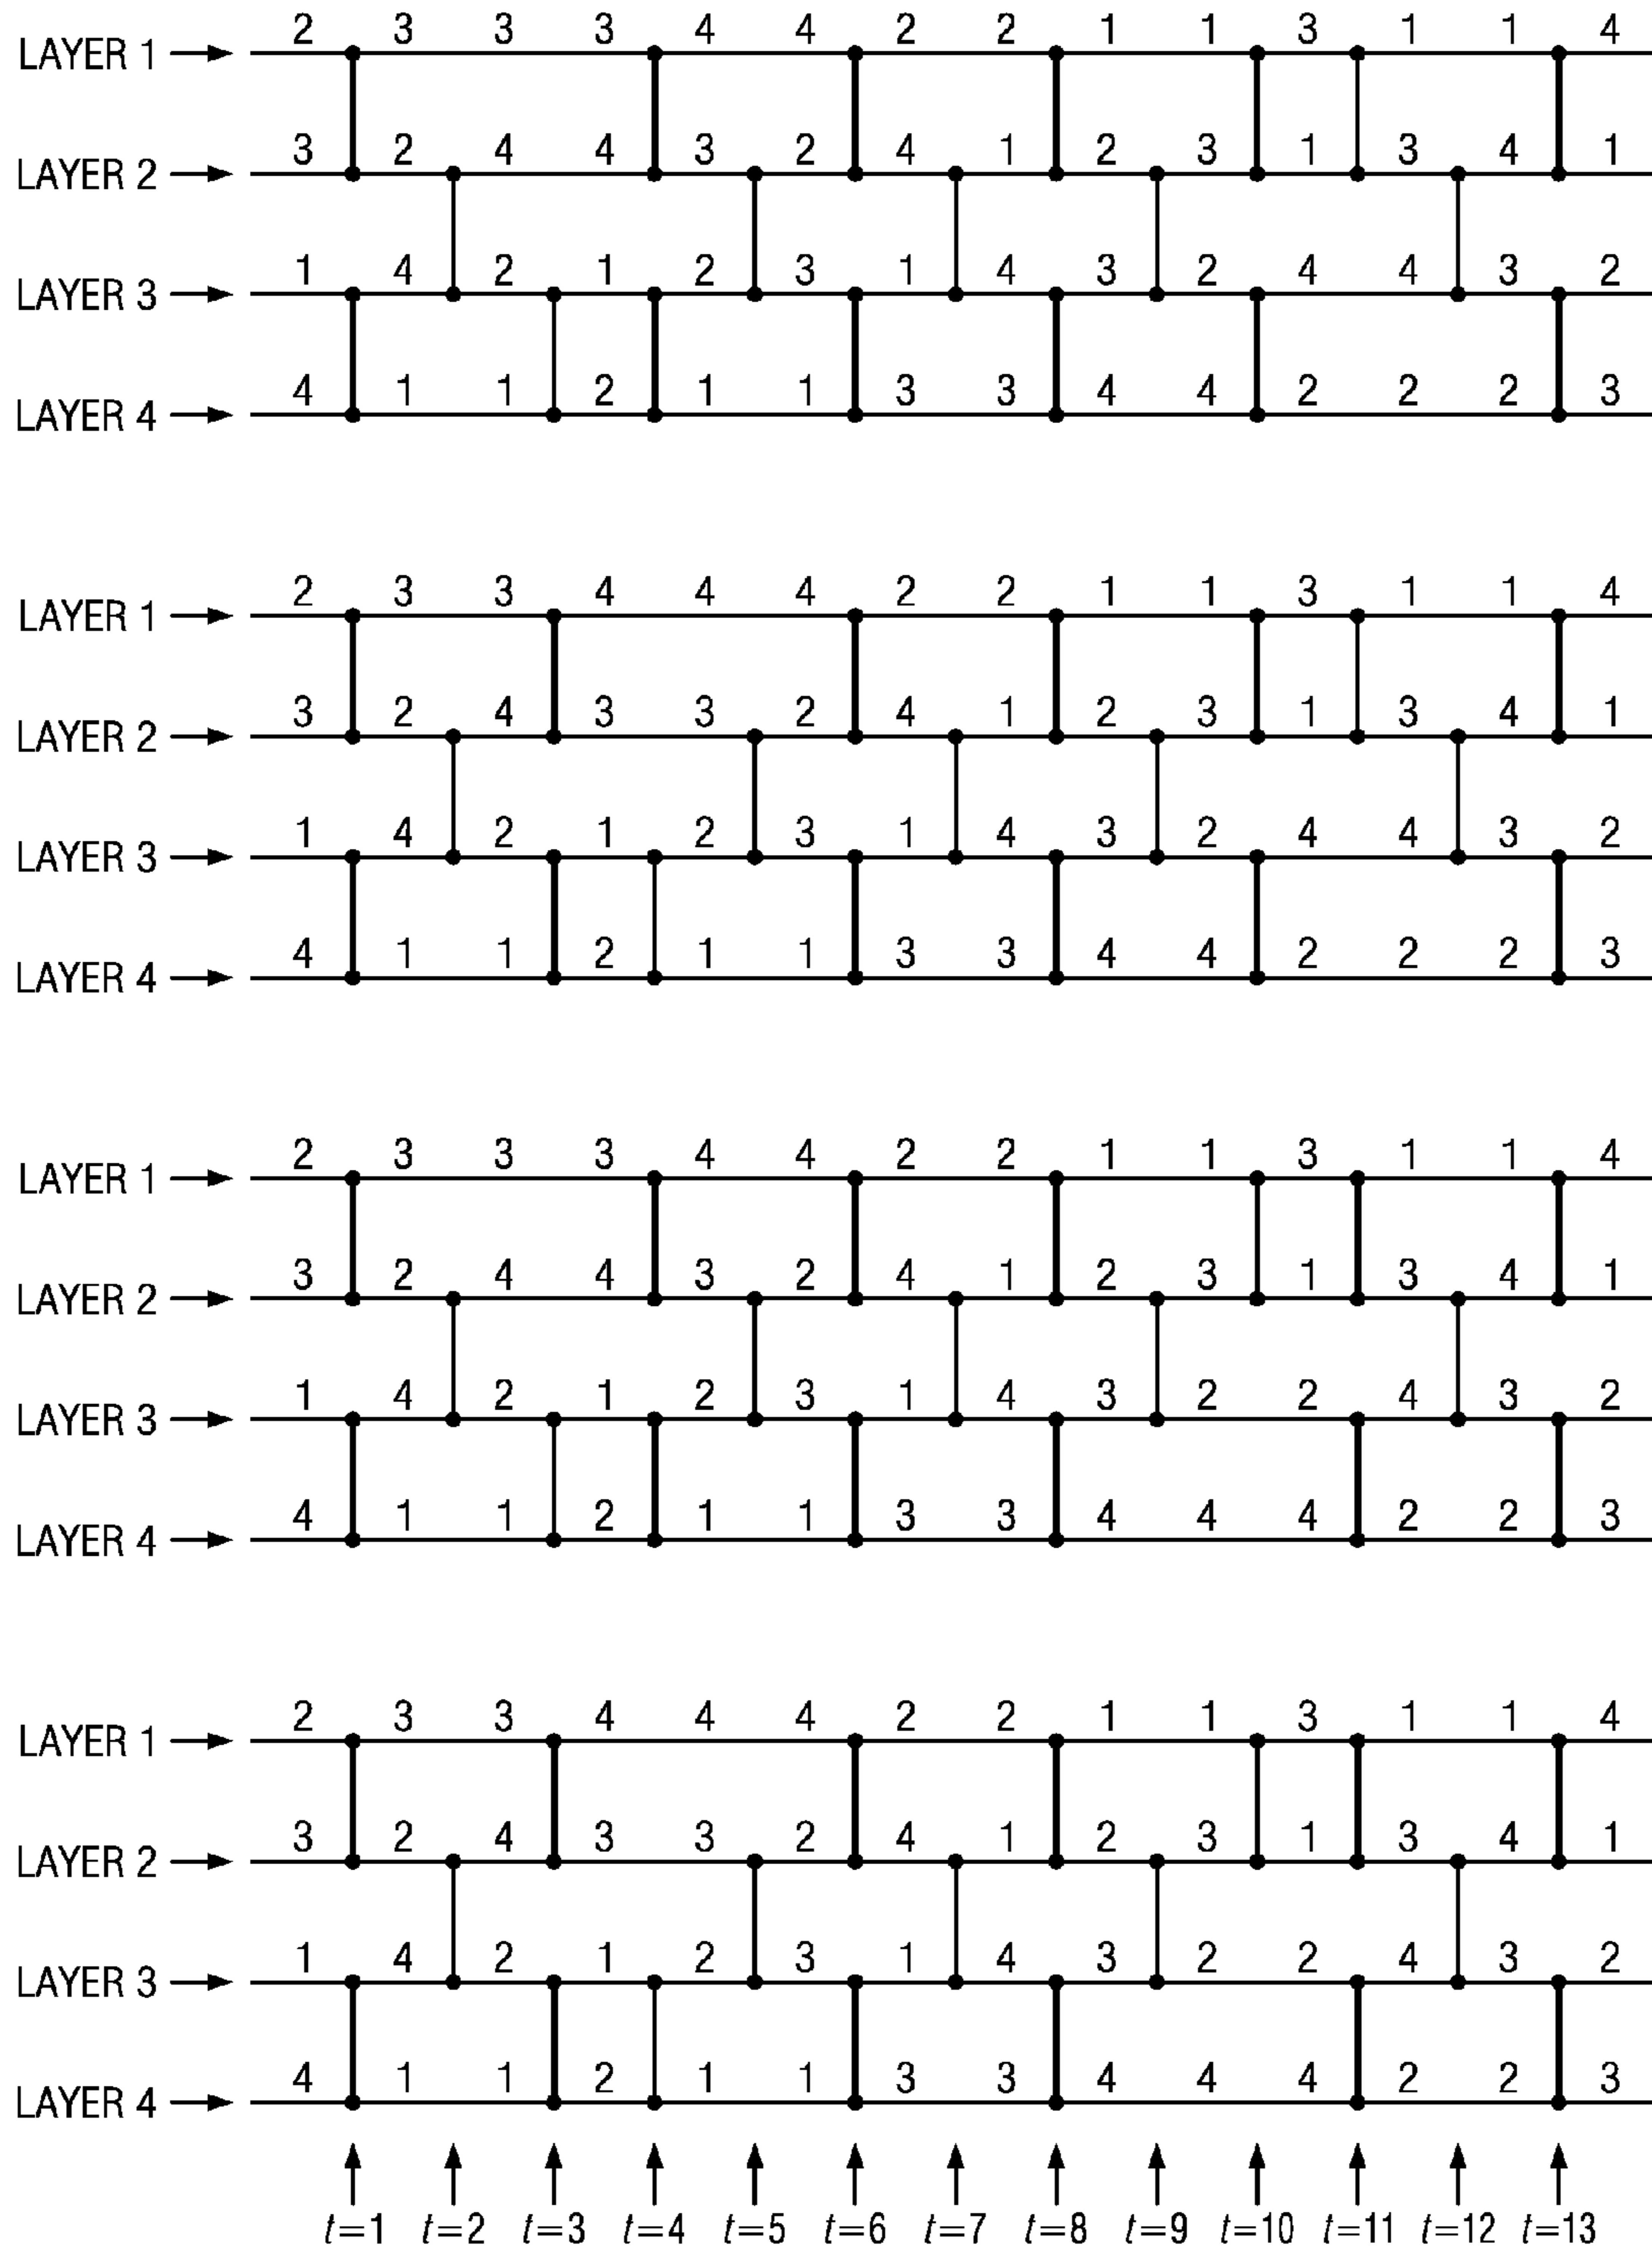 2 3 3 3 4 4 2 2 1 1 3 1 1 4
LAYER 1
3 2 4 4 3 2 4 1 2 3 1 3 4 1
LAYER 2
1 4 2 1 2 3 1 4 3 2 4 4 3 2
LAYER 3
4 1 1 2 1 1 3 3 4 4 2 2 2 3
LAYER 4
2 3 3 4 4 4 2 2 1 1 3 1 1 4
LAYER 1
3 2 4 3 3 2 4 1 2 3 1 3 4 1
LAYER 2
1 4 2 1 2 3 1 4 3 2 4 4 3 2
LAYER 3
4 1 1 2 1 1 3 3 4 4 2 2 2 3
LAYER 4
2 3 3 3 4 4 2 2 1 1 3 1 1 4
LAYER 1
3 2 4 4 3 2 4 1 2 3 1 3 4 1
LAYER 2
1 4 2 1 2 3 1 4 3 2 2 4 3 2
LAYER 3
4 1 1 2 1 1 3 3 4 4 4 2 2 3
LAYER 4
2 3 3 4 4 4 2 2 1 1 3 1 1 4
LAYER 1
3 2 4 3 3 2 4 1 2 3 1 3 4 1
LAYER 2
1 4 2 1 2 3 1 4 3 2 2 4 3 2
LAYER 3
4 1 1 2 1 1 3 3 4 4 4 2 2 3
LAYER 4
t=1 t=2 t=3 t=4 t=5 t=6 t=7 t=8 t=9 t=10 t=11 t=12 t=13